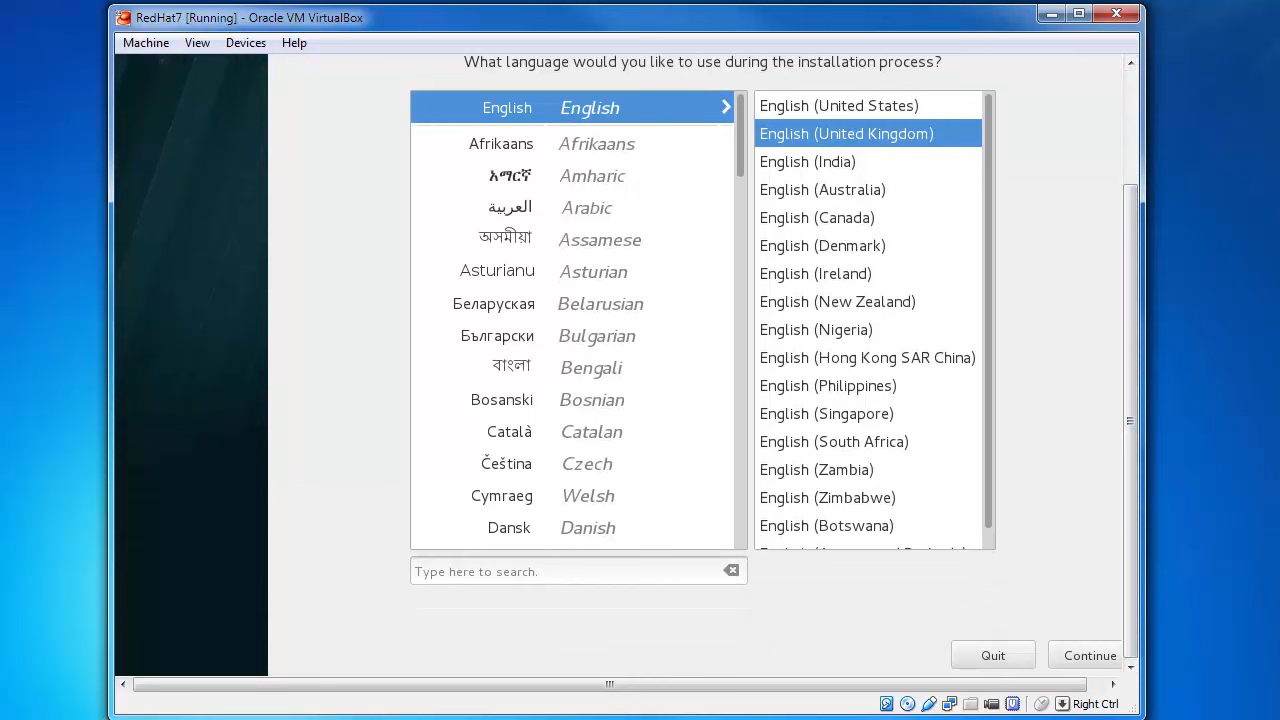 RedHat7 [Running] - Oracle VM VirtualBox
Machine View Devices Help
What language would you like to use during the installation process?
English English
Afrikaans Afrikaans
አማርኛ Amharic
العربية Arabic
অসমীয়া Assamese
Asturianu Asturian
Беларуская Belarusian
Български Bulgarian
বাংলা Bengali
Bosanski Bosnian
Català Catalan
Čeština Czech
Cymraeg Welsh
Dansk Danish
English (United States)
English (United Kingdom)
English (India)
English (Australia)
English (Canada)
English (Denmark)
English (Ireland)
English (New Zealand)
English (Nigeria)
English (Hong Kong SAR China)
English (Philippines)
English (Singapore)
English (South Africa)
English (Zambia)
English (Zimbabwe)
English (Botswana)
Type here to search.
Quit Continue
Right Ctrl